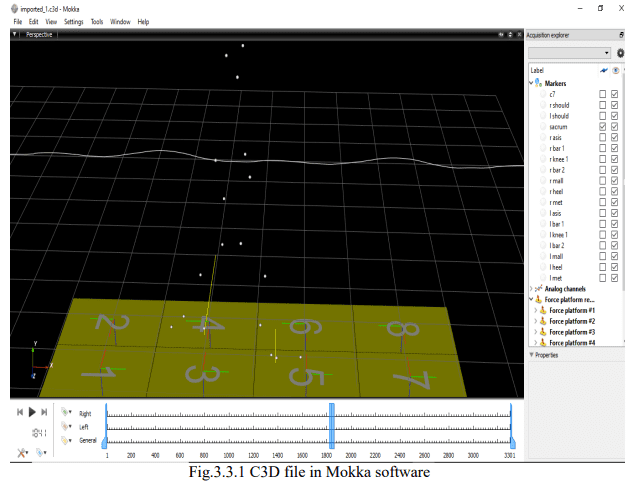 imported_1.c3d - Mokka
File Edit View Settings Tools Window Help
Perspective
Acquisition explorer
Label
Markers
c7
r should
l should
sacrum
r asis
r bar 1
r knee 1
r bar 2
r mall
r heel
r met
l asis
l bar 1
l knee 1
l bar 2
l mall
l heel
l met
Analog channels
Force platform re...
Force platform #1
Force platform #2
Force platform #3
Force platform #4
Properties
2 4 6 8
1 3 5 7
Y
X
Right
Left
1041
General
1 200 400 600 800 1000 1200 1400 1600 1800 2000 2200 2400 2600 2800 3000 3301
Fig.3.3.1 C3D file in Mokka software